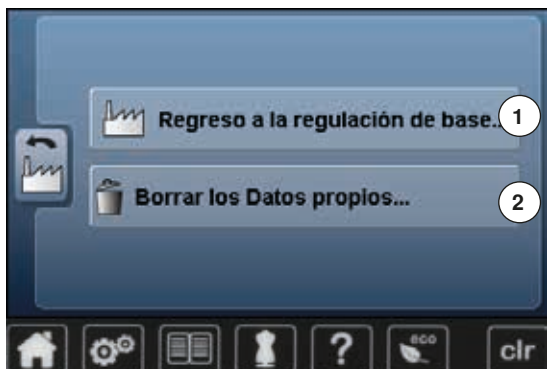 Regreso a la regulación de base..
1
Borrar los Datos propios...
2
?
eco
clr